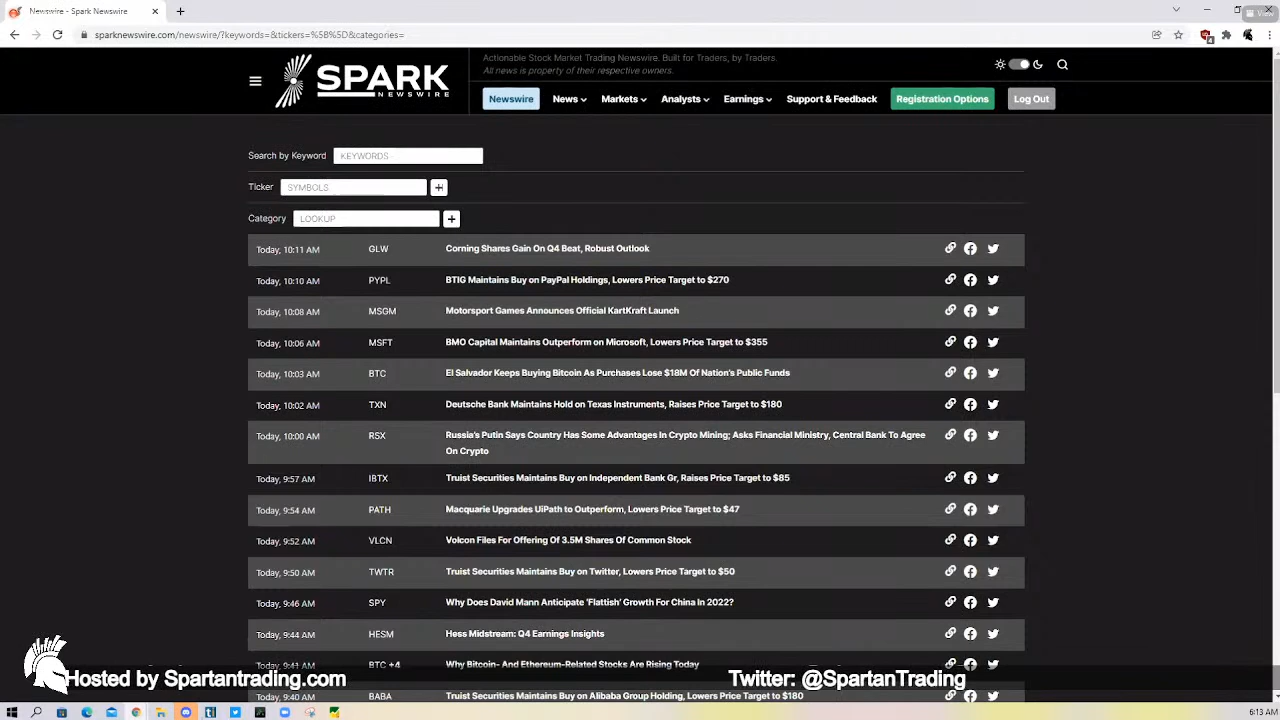 Newswire - Spark Newswire
View
sparknewswire.com/newswire/?keywords=&tickers=%5B%5D&categories=
SPARK
NEWSWIRE
Actionable Stock Market Trading Newswire. Built for Traders, by Traders.
All news is property of their respective owners.
Newswire News Markets Analysts Earnings Support & Feedback Registration Options Log Out
Search by Keyword KEYWORDS
Ticker SYMBOLS +
Category LOOKUP +
Today, 10:11 AM GLW Corning Shares Gain On Q4 Beat, Robust Outlook
Today, 10:10 AM PYPL BTIG Maintains Buy on PayPal Holdings, Lowers Price Target to $270
Today, 10:08 AM MSGM Motorsport Games Announces Official KartKraft Launch
Today, 10:06 AM MSFT BMO Capital Maintains Outperform on Microsoft, Lowers Price Target to $355
Today, 10:03 AM BTC El Salvador Keeps Buying Bitcoin As Purchases Lose $18M Of Nation's Public Funds
Today, 10:02 AM TXN Deutsche Bank Maintains Hold on Texas Instruments, Raises Price Target to $180
Today, 10:00 AM RSX Russia's Putin Says Country Has Some Advantages In Crypto Mining; Asks Financial Ministry, Central Bank To Agree
On Crypto
Today, 9:57 AM IBTX Truist Securities Maintains Buy on Independent Bank Gr, Raises Price Target to $85
Today, 9:54 AM PATH Macquarie Upgrades UiPath to Outperform, Lowers Price Target to $47
Today, 9:52 AM VLCN Volcon Files For Offering Of 3.5M Shares Of Common Stock
Today, 9:50 AM TWTR Truist Securities Maintains Buy on Twitter, Lowers Price Target to $50
Today, 9:46 AM SPY Why Does David Mann Anticipate 'Flattish' Growth For China In 2022?
Today, 9:44 AM HESM Hess Midstream: Q4 Earnings Insights
Today, 9:41 AM BTC +4 Why Bitcoin- And Ethereum-Related Stocks Are Rising Today
Hosted by Spartantrading.com Twitter: @SpartanTrading
Today, 9:40 AM BABA Truist Securities Maintains Buy on Alibaba Group Holding, Lowers Price Target to $180
6:13 AM